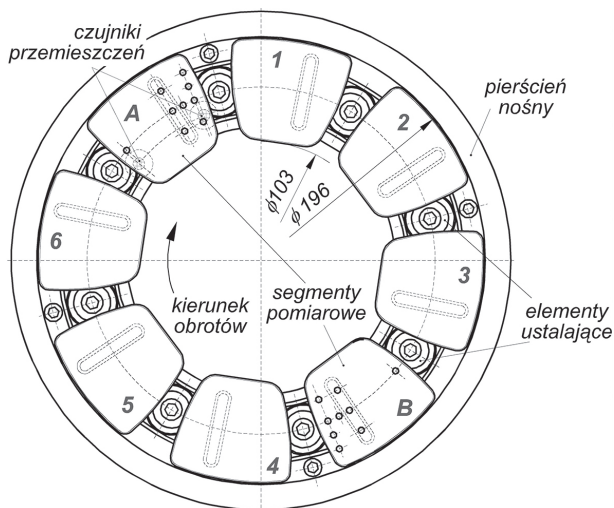 czujniki
przemieszczeń
A
1
2
pierścień
nośny
ϕ103
ϕ196
6
3
kierunek
obrotów
segmenty
pomiarowe
elementy
ustalające
5
4
B